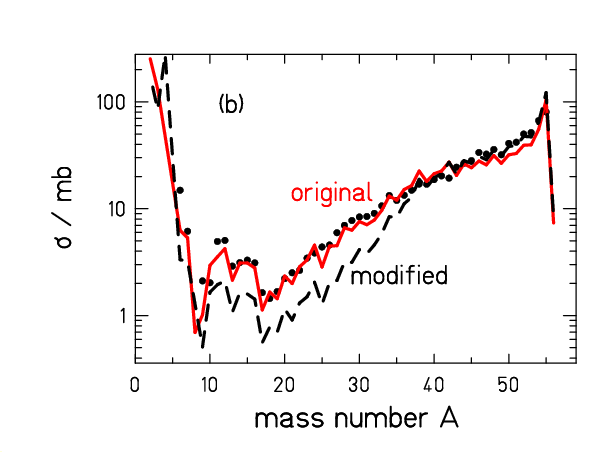 (b)
100
original
10
modified
1
σ / mb
0 10 20 30 40 50
mass number A